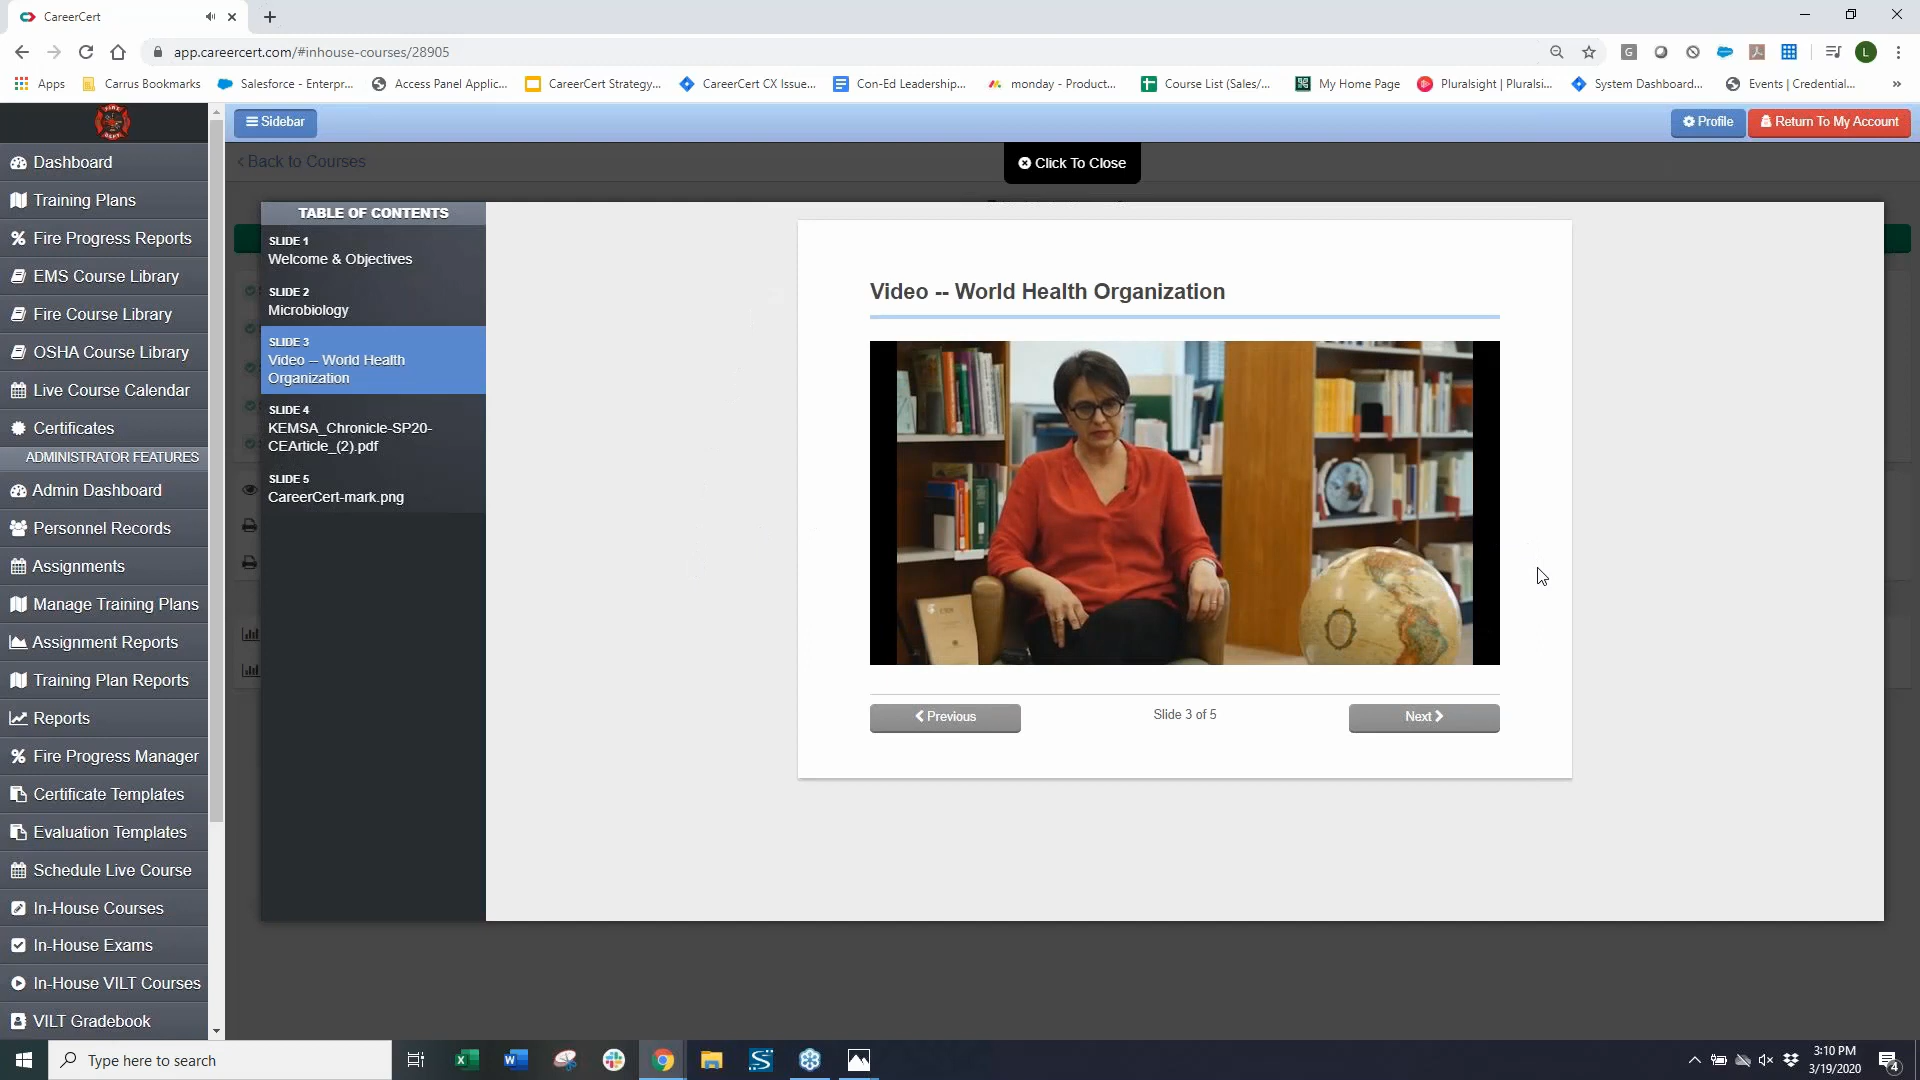 CareerCert
app.careercert.com/#inhouse-courses/28905
Apps
Carrus Bookmarks
Salesforce - Enterpr...
Access Panel Applic...
CareerCert Strategy...
CareerCert CX Issue...
Con-Ed Leadership...
monday - Product...
Course List (Sales/...
My Home Page
Pluralsight | Pluralsi...
System Dashboard...
Events | Credential...
Sidebar
Profile
Return To My Account
Back to Courses
Click To Close
Dashboard
Training Plans
Fire Progress Reports
EMS Course Library
Fire Course Library
OSHA Course Library
Live Course Calendar
Certificates
ADMINISTRATOR FEATURES
Admin Dashboard
Personnel Records
Assignments
Manage Training Plans
Assignment Reports
Training Plan Reports
Reports
Fire Progress Manager
Certificate Templates
Evaluation Templates
Schedule Live Course
In-House Courses
In-House Exams
In-House VILT Courses
VILT Gradebook
TABLE OF CONTENTS
SLIDE 1
Welcome & Objectives
SLIDE 2
Microbiology
SLIDE 3
Video -- World Health
Organization
SLIDE 4
KEMSA_Chronicle-SP20-
CEArticle_(2).pdf
SLIDE 5
CareerCert-mark.png
Video -- World Health Organization
Previous
Slide 3 of 5
Next
Type here to search
3:10 PM
3/19/2020
4